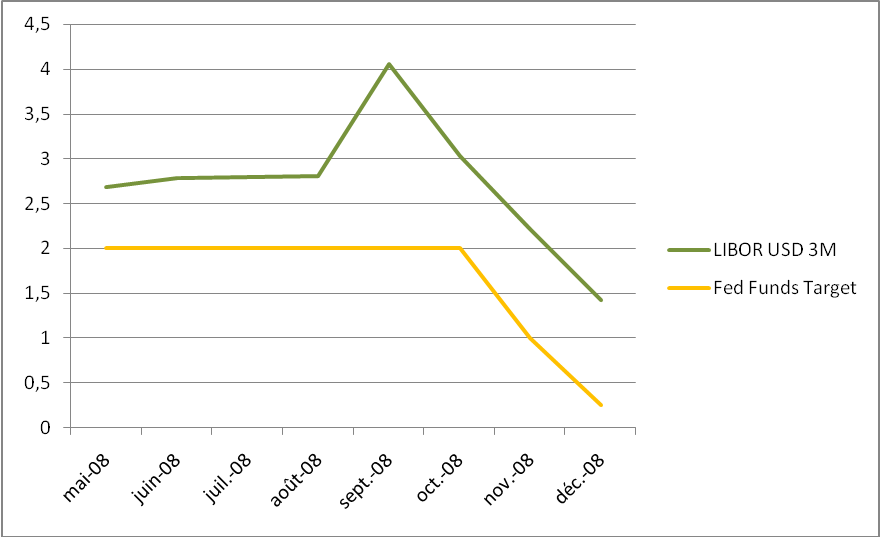 4,5
4
3,5
3
2,5
2
1,5
1
0,5
0
mai-08
juin-08
juil.-08
août-08
sept.-08
oct.-08
nov.-08
déc.-08
LIBOR USD 3M
Fed Funds Target